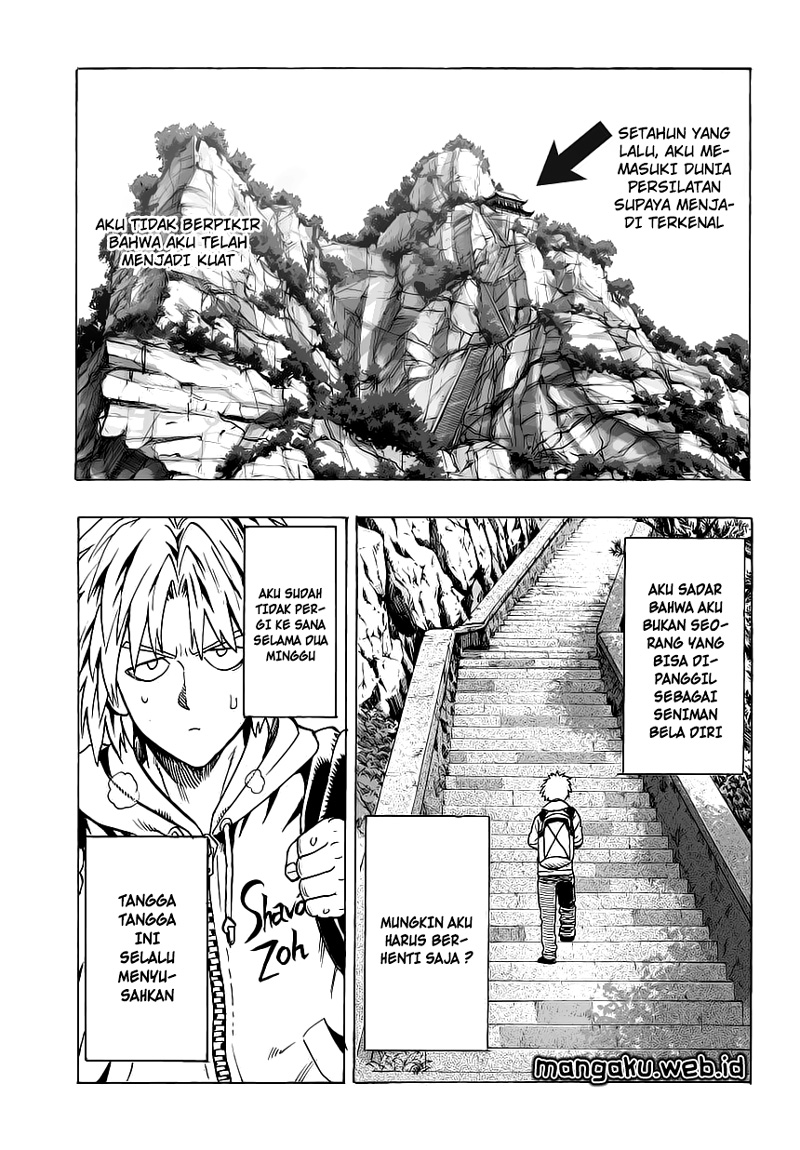 SETAHUN YANG
LALU, AKU ME-
MASUKI DUNIA
PERSILATAN
SUPAYA MENJA-
DI TERKENAL
AKU TIDAK BERPIKIR
BAHWA AKU TELAH
MENJADI KUAT
AKU SADAR
BAHWA AKU
BUKAN SEO-
RANG YANG
BISA DI-
PANGGIL
SEBAGAI
SENIMAN
BELA DIRI
MUNGKIN AKU
HARUS BER-
HENTI SAJA ?
AKU SUDAH
TIDAK PER-
GI KE SANA
SELAMA DUA
MINGGU
TANGGA
TANGGA
INI
SELALU
MENYU-
SAHKAN
Shava
Zoh
mangaku.web.id